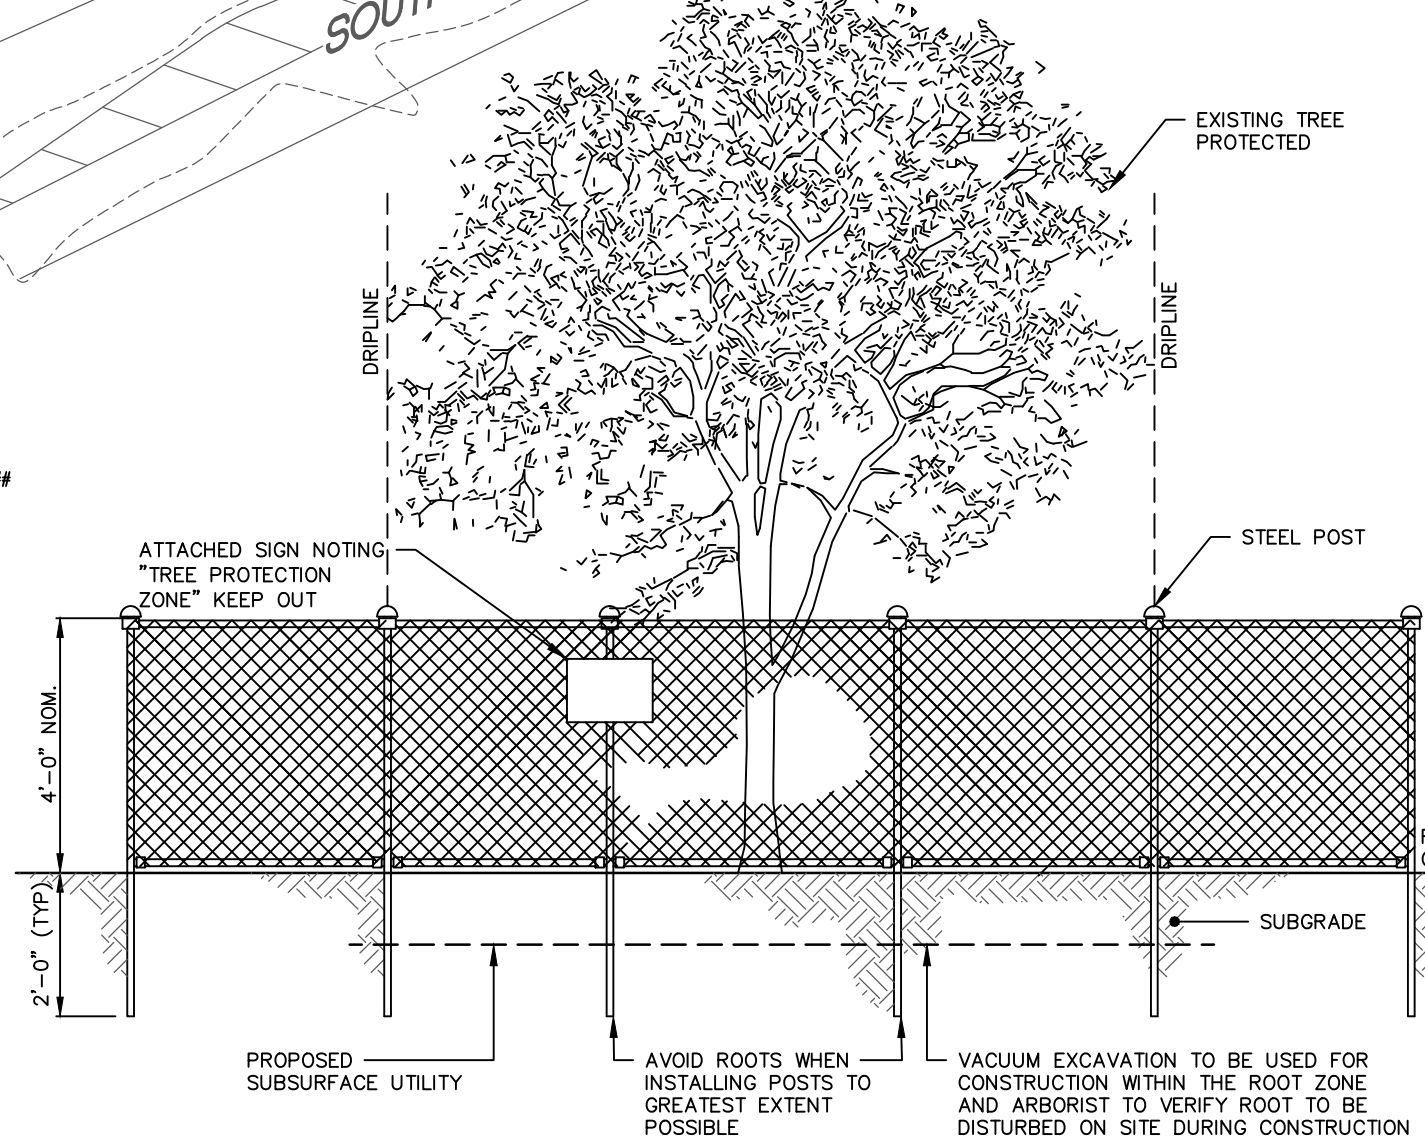 EXISTING TREE
PROTECTED
DRIPLINE
DRIPLINE
##
ATTACHED SIGN NOTING
"TREE PROTECTION
ZONE" KEEP OUT
STEEL POST
4'-0" NOM.
2'-0" (TYP)
SUBGRADE
PROPOSED
SUBSURFACE UTILITY
AVOID ROOTS WHEN
INSTALLING POSTS TO
GREATEST EXTENT
POSSIBLE
VACUUM EXCAVATION TO BE USED FOR
CONSTRUCTION WITHIN THE ROOT ZONE
AND ARBORIST TO VERIFY ROOT TO BE
DISTURBED ON SITE DURING CONSTRUCTION